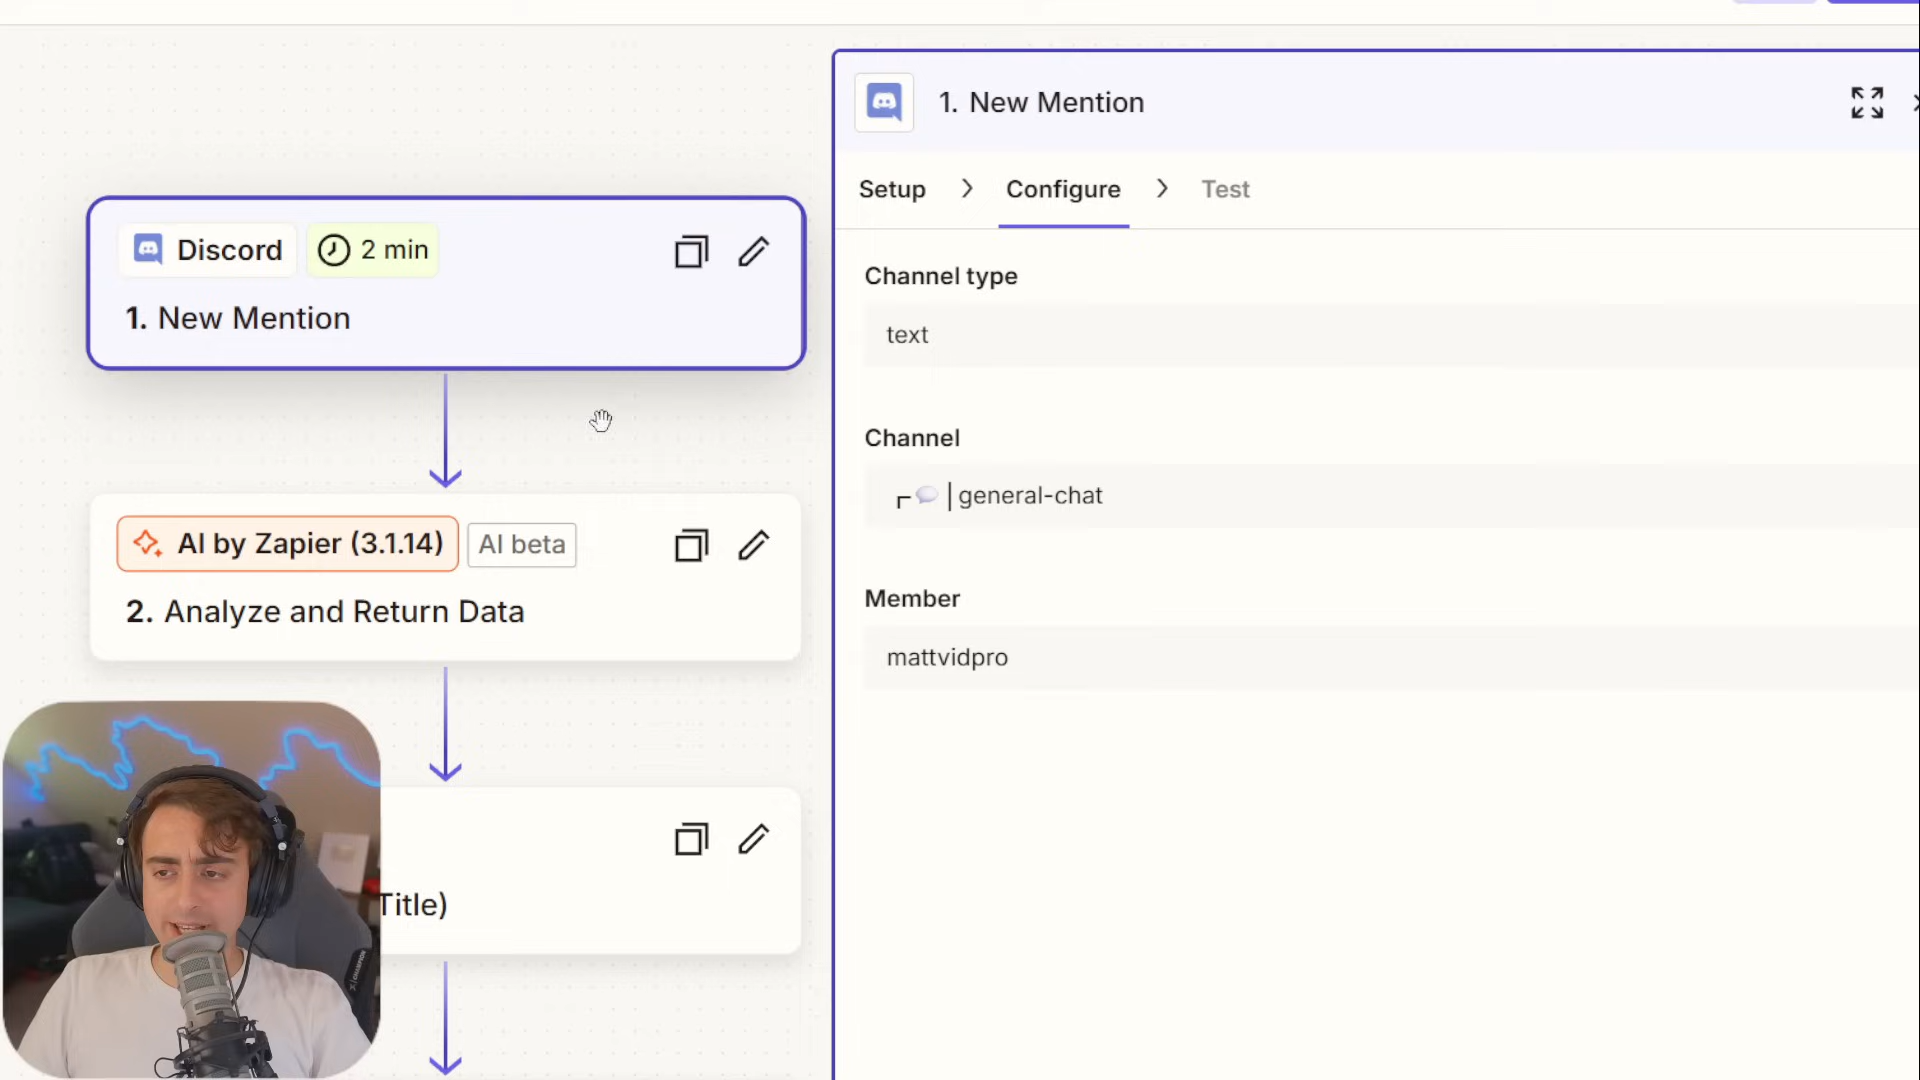 1. New Mention
Setup
Configure
Test
Discord
2 min
1. New Mention
Channel type
text
Channel
┌💬 | general-chat
Member
mattvidpro
AI by Zapier (3.1.14)
AI beta
2. Analyze and Return Data
Title)